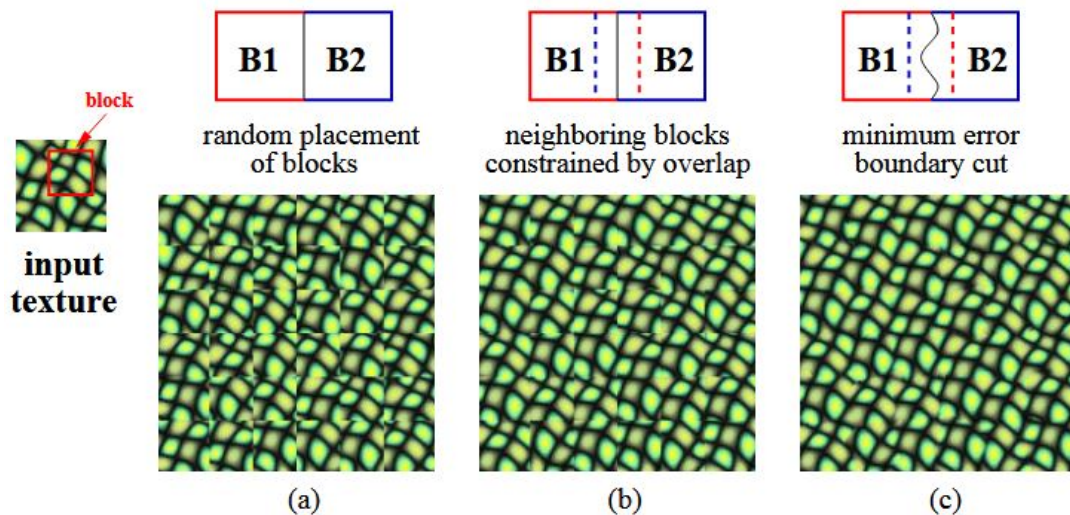 B1 B2
B1 B2
B1 B2
block
random placement
of blocks
neighboring blocks
constrained by overlap
minimum error
boundary cut
input
texture
(a)
(b)
(c)